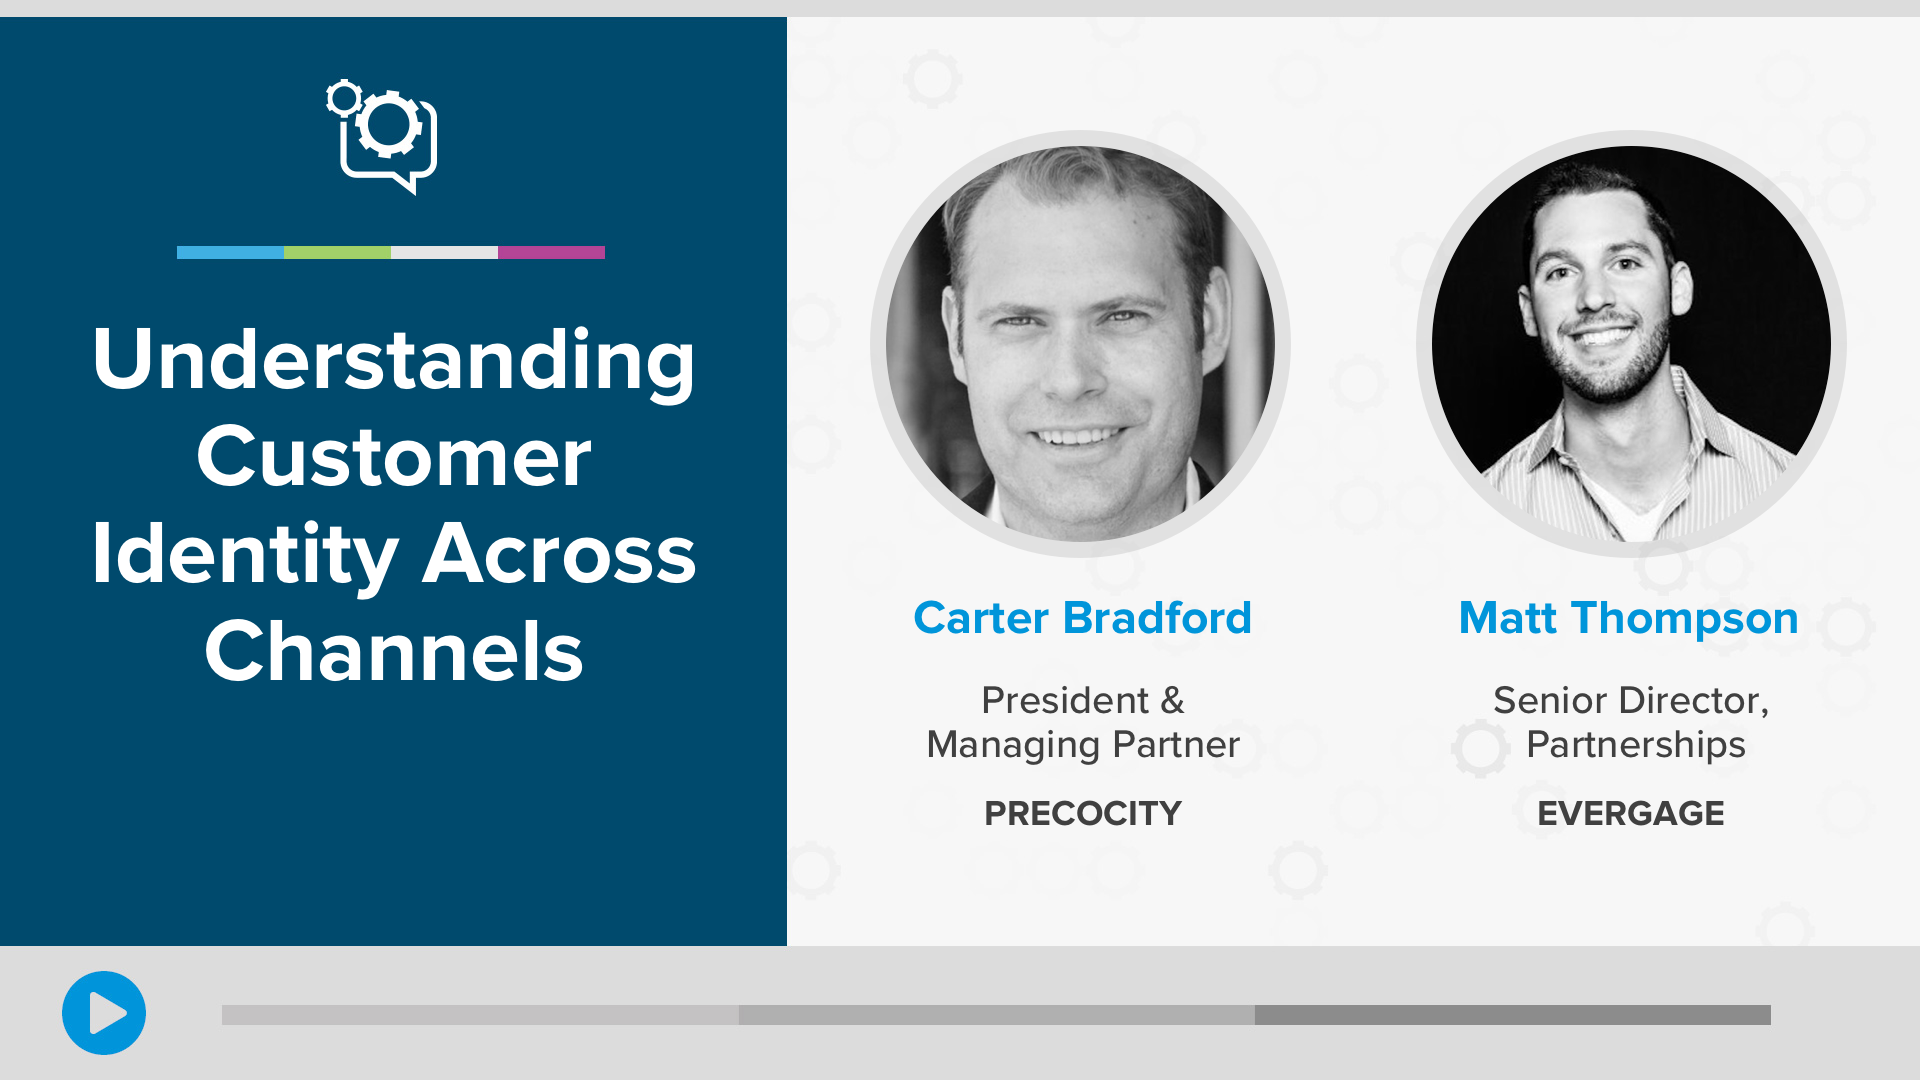 Understanding
Customer
Identity Across
Channels
Carter Bradford
President &
Managing Partner
PRECOCITY
Matt Thompson
Senior Director,
Partnerships
EVERGAGE